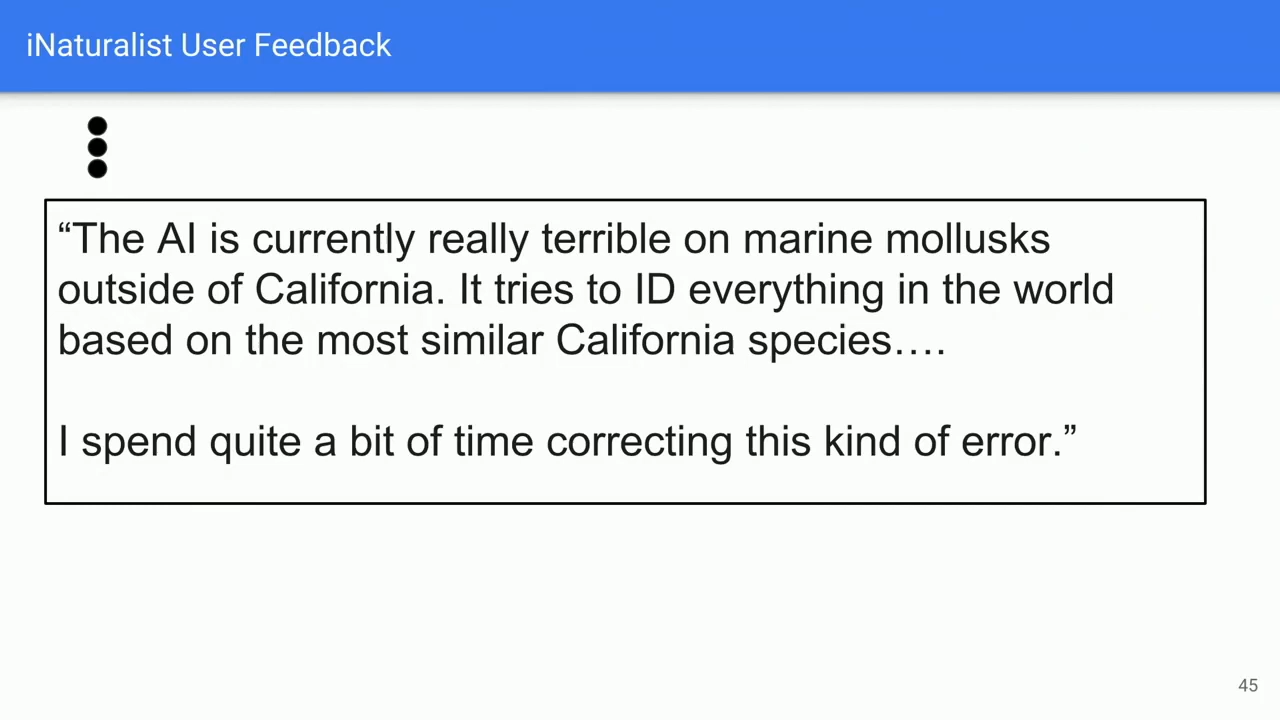 iNaturalist User Feedback
“The AI is currently really terrible on marine mollusks
outside of California. It tries to ID everything in the world
based on the most similar California species….
I spend quite a bit of time correcting this kind of error.”
45